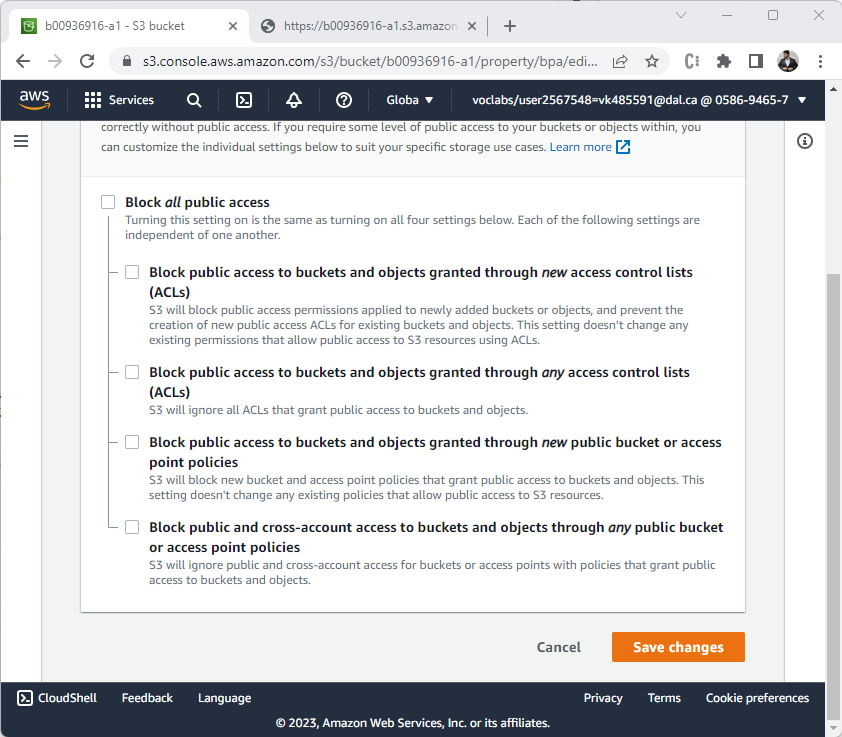 b00936916-a1 - S3 bucket
https://b00936916-a1.s3.amazon
s3.console.aws.amazon.com/s3/bucket/b00936916-a1/property/bpa/edi...
aws
Services
Globa
voclabs/user2567548=vk485591@dal.ca @ 0586-9465-7
correctly without public access. If you require some level of public access to your buckets or objects within, you
can customize the individual settings below to suit your specific storage use cases. Learn more
Block all public access
Turning this setting on is the same as turning on all four settings below. Each of the following settings are
independent of one another.
Block public access to buckets and objects granted through new access control lists
(ACLs)
S3 will block public access permissions applied to newly added buckets or objects, and prevent the
creation of new public access ACLs for existing buckets and objects. This setting doesn't change any
existing permissions that allow public access to S3 resources using ACLs.
Block public access to buckets and objects granted through any access control lists
(ACLs)
S3 will ignore all ACLs that grant public access to buckets and objects.
Block public access to buckets and objects granted through new public bucket or access
point policies
S3 will block new bucket and access point policies that grant public access to buckets and objects. This
setting doesn't change any existing policies that allow public access to S3 resources.
Block public and cross-account access to buckets and objects through any public bucket
or access point policies
S3 will ignore public and cross-account access for buckets or access points with policies that grant public
access to buckets and objects.
Cancel
Save changes
CloudShell
Feedback
Language
Privacy
Terms
Cookie preferences
© 2023, Amazon Web Services, Inc. or its affiliates.